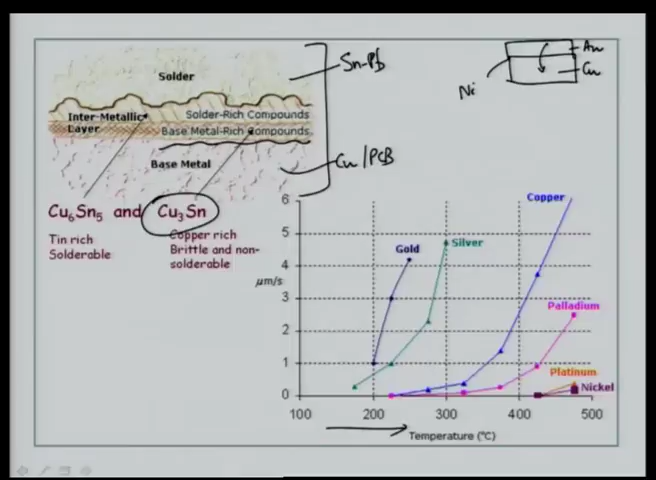 Solder
Sn-Pb
Au
Cu
Ni
Inter-Metallic
Layer
Solder-Rich Compounds
Base Metal-Rich Compounds
Base Metal
Cu/PCB
Cu6Sn5 and Cu3Sn
Tin rich
Solderable
Copper rich
Brittle and non-
solderable
6
5
4
3
2
1
0
µm/s
Gold
Silver
Copper
Palladium
Platinum
Nickel
100 200 300 400 500
Temperature (°C)